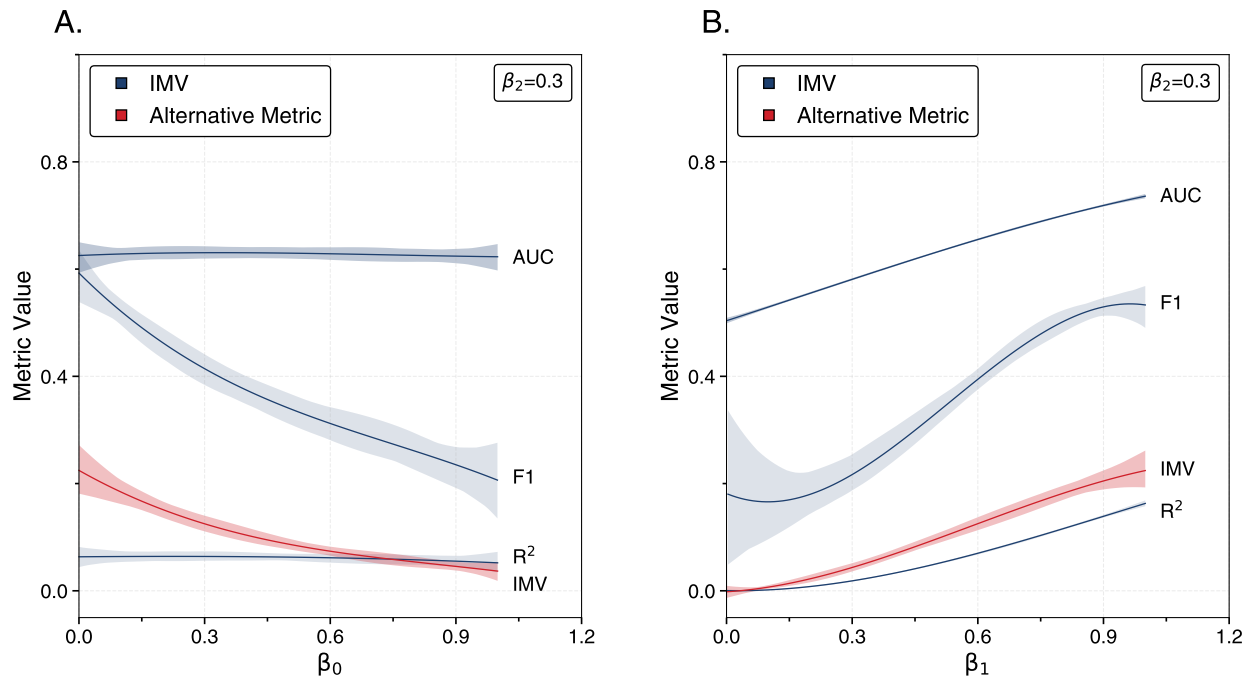 A.
IMV
Alternative Metric
β₂=0.3
0.8
0.4
0.0
Metric Value
AUC
F1
R²
IMV
0.0 0.3 0.6 0.9 1.2
β₀
B.
IMV
Alternative Metric
β₂=0.3
0.8
0.4
0.0
Metric Value
AUC
F1
IMV
R²
0.0 0.3 0.6 0.9 1.2
β₁